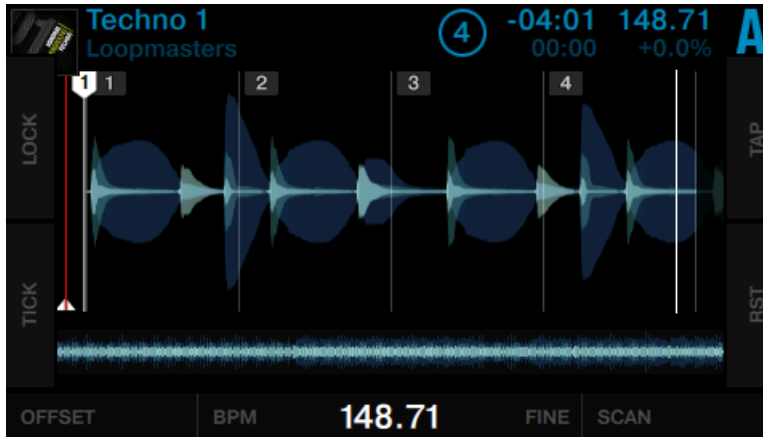 Techno 1
Loopmasters
4
-04:01 148.71
00:00 +0.0%
A
1 1 2 3 4
LOCK
TAP
TICK
RST
OFFSET BPM 148.71 FINE SCAN